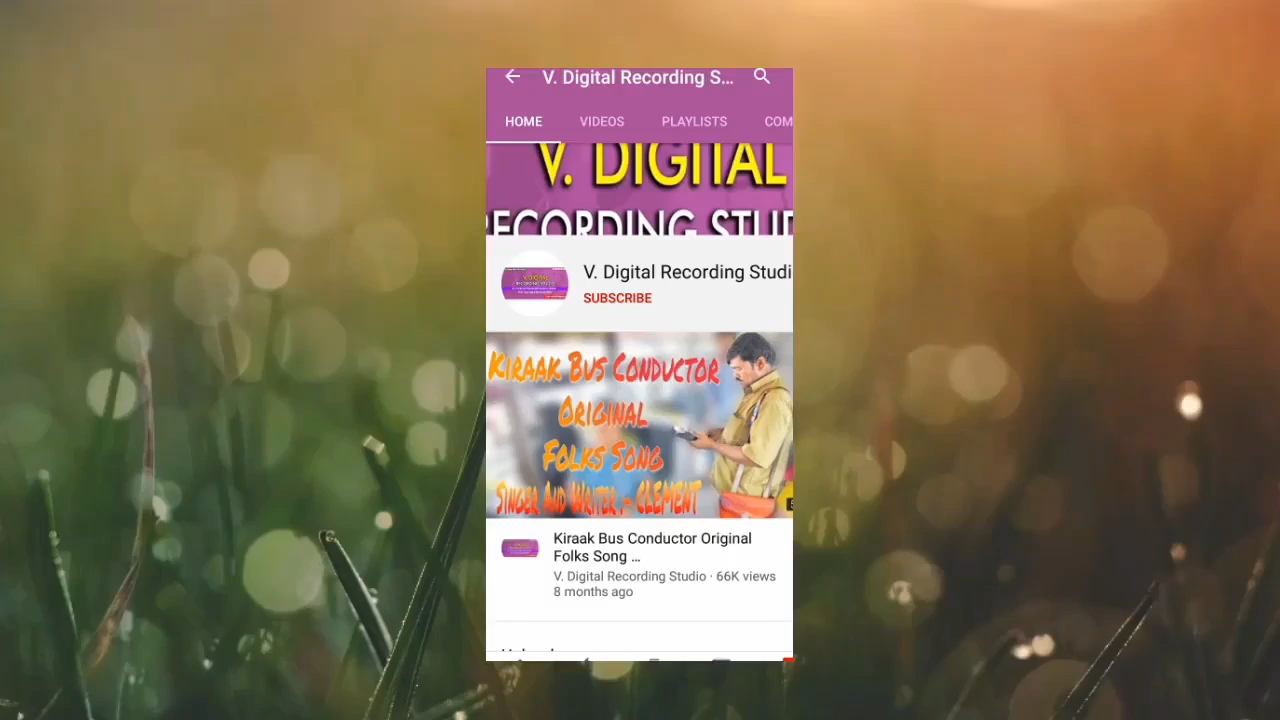 V. Digital Recording S...
HOME VIDEOS PLAYLISTS COM
V. DIGITAL
RECORDING STUD
V. Digital Recording Studi
SUBSCRIBE
KIRAAK BUS CONDUCTOR
ORIGINAL
FOLKS SONG
SINGER AND WRITER ;- CLEMENT
Kiraak Bus Conductor Original
Folks Song ...
V. Digital Recording Studio · 66K views
8 months ago